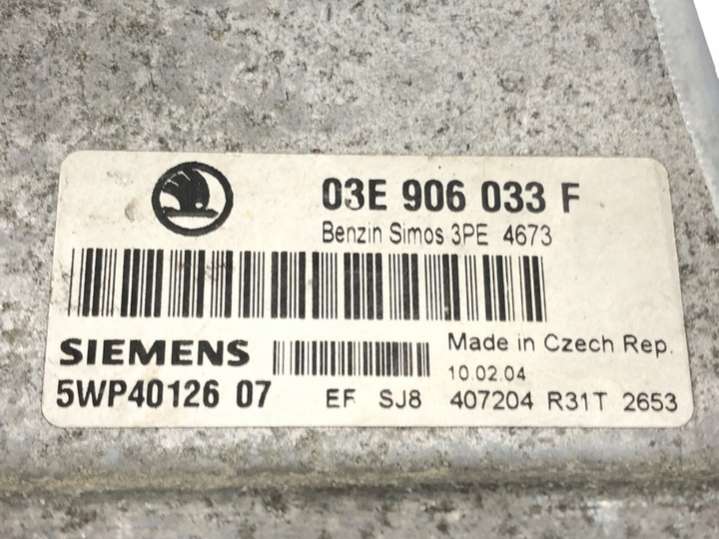 03E 906 033 F
Benzin Simos 3PE 4673
SIEMENS
Made in Czech Rep.
10.02.04
5WP40126 07
EF SJ8 407204 R31T 2653